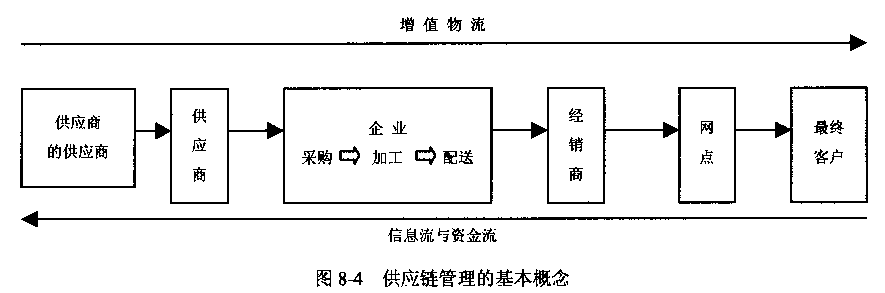 增值物流
供应商
的供应商
供
应
商
企业
采购 加工 配送
经
销
商
网
点
最终
客户
信息流与资金流
图 8-4 供应链管理的基本概念